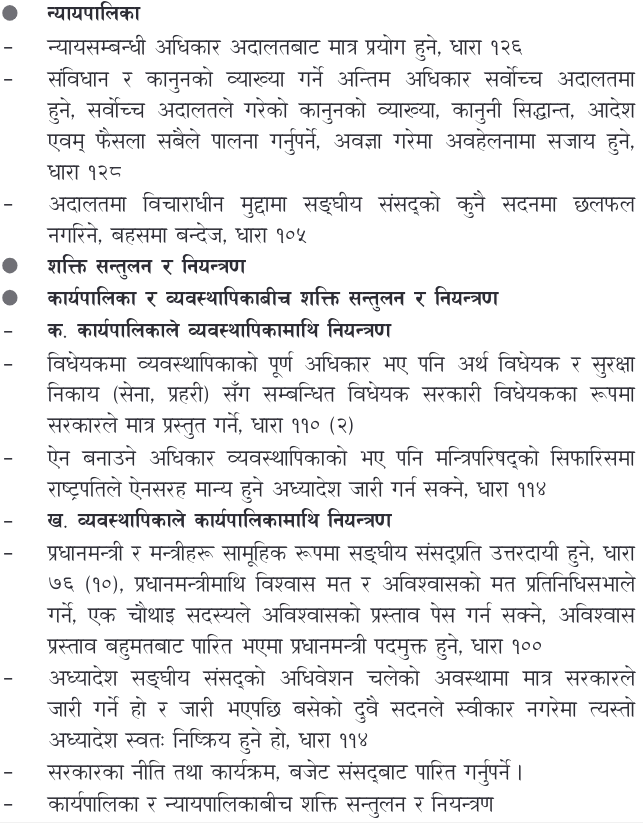 ● न्यायपालिका
– न्यायसम्बन्धी अधिकार अदालतबाट मात्र प्रयोग हुने, धारा १२६
– संविधान र कानुनको व्याख्या गर्ने अन्तिम अधिकार सर्वोच्च अदालतमा
हुने, सर्वोच्च अदालतले गरेको कानुनको व्याख्या, कानुनी सिद्धान्त, आदेश
एवम् फैसला सबैले पालना गर्नुपर्ने, अवज्ञा गरेमा अवहेलनामा सजाय हुने,
धारा १२८
– अदालतमा विचाराधीन मुद्दामा सङ्घीय संसद्को कुनै सदनमा छलफल
नगरिने, बहसमा बन्देज, धारा १०५
● शक्ति सन्तुलन र नियन्त्रण
● कार्यपालिका र व्यवस्थापिकाबीच शक्ति सन्तुलन र नियन्त्रण
– क. कार्यपालिकाले व्यवस्थापिकामाथि नियन्त्रण
– विधेयकमा व्यवस्थापिकाको पूर्ण अधिकार भए पनि अर्थ विधेयक र सुरक्षा
निकाय (सेना, प्रहरी) सँग सम्बन्धित विधेयक सरकारी विधेयकका रूपमा
सरकारले मात्र प्रस्तुत गर्ने, धारा ११० (२)
– ऐन बनाउने अधिकार व्यवस्थापिकाको भए पनि मन्त्रिपरिषद्को सिफारिसमा
राष्ट्रपतिले ऐनसरह मान्य हुने अध्यादेश जारी गर्न सक्ने, धारा ११४
– ख. व्यवस्थापिकाले कार्यपालिकामाथि नियन्त्रण
– प्रधानमन्त्री र मन्त्रीहरू सामूहिक रूपमा सङ्घीय संसद्प्रति उत्तरदायी हुने, धारा
७६ (१०), प्रधानमन्त्रीमाथि विश्वास मत र अविश्वासको मत प्रतिनिधिसभाले
गर्ने, एक चौथाइ सदस्यले अविश्वासको प्रस्ताव पेस गर्न सक्ने, अविश्वास
प्रस्ताव बहुमतबाट पारित भएमा प्रधानमन्त्री पदमुक्त हुने, धारा १००
– अध्यादेश सङ्घीय संसद्को अधिवेशन चलेको अवस्थामा मात्र सरकारले
जारी गर्ने हो र जारी भएपछि बसेको दुवै सदनले स्वीकार नगरेमा त्यस्तो
अध्यादेश स्वतः निष्क्रिय हुने हो, धारा ११४
– सरकारका नीति तथा कार्यक्रम, बजेट संसद्बाट पारित गर्नुपर्ने।
– कार्यपालिका र न्यायपालिकाबीच शक्ति सन्तुलन र नियन्त्रण